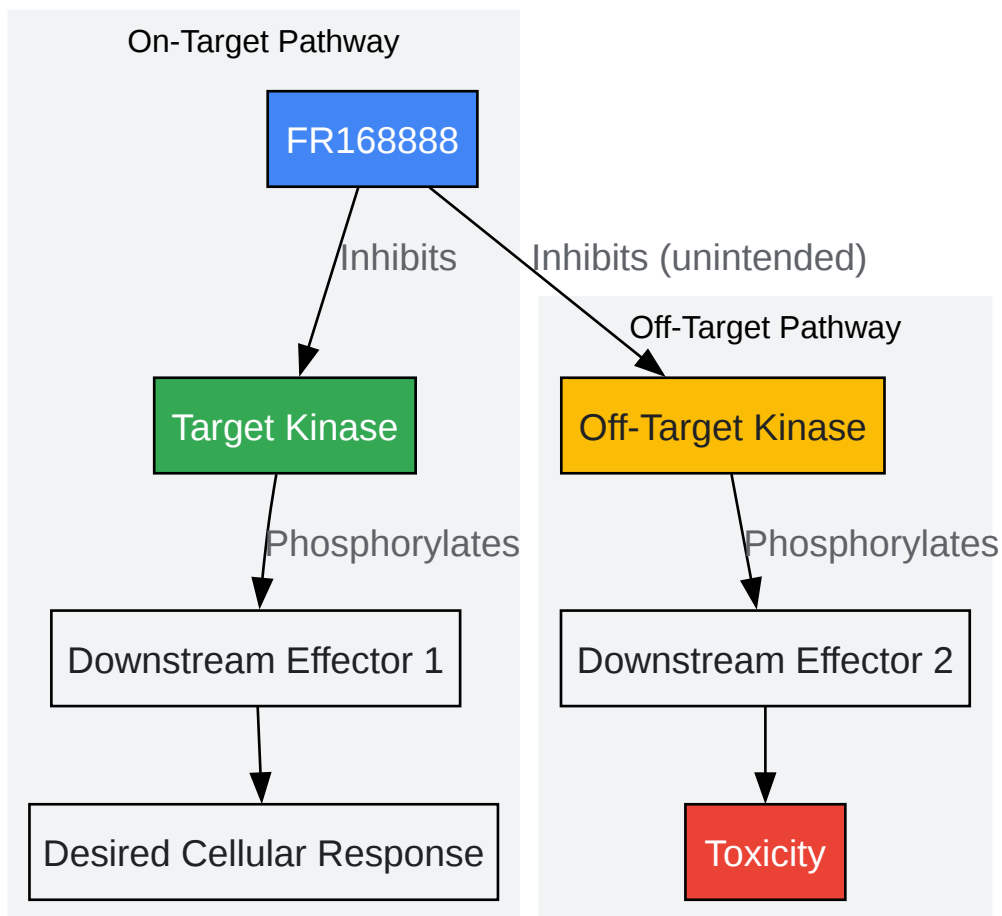 On-Target Pathway
FR168888
Inhibits
Inhibits (unintended)
Off-Target Pathway
Target Kinase
Off-Target Kinase
Phosphorylates
Phosphorylates
Downstream Effector 1
Downstream Effector 2
Desired Cellular Response
Toxicity